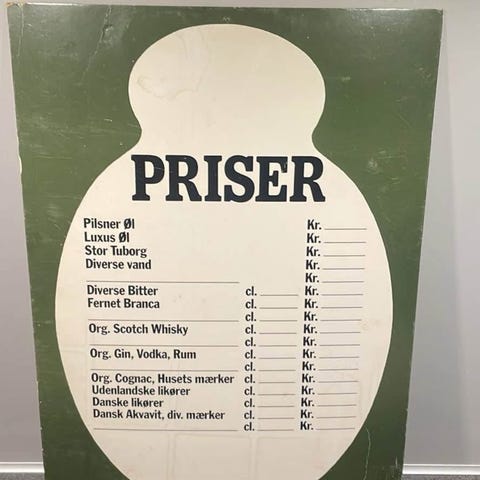 PRISER
Pilsner Øl Kr.
Luxus Øl Kr.
Stor Tuborg Kr.
Diverse vand Kr.
Kr.
Diverse Bitter cl. Kr.
Fernet Branca cl. Kr.
cl. Kr.
Org. Scotch Whisky cl. Kr.
cl. Kr.
Org. Gin, Vodka, Rum cl. Kr.
cl. Kr.
Org. Cognac, Husets mærker cl. Kr.
Udenlandske likører cl. Kr.
Danske likører cl. Kr.
Dansk Akvavit, div. mærker cl. Kr.
cl. Kr.